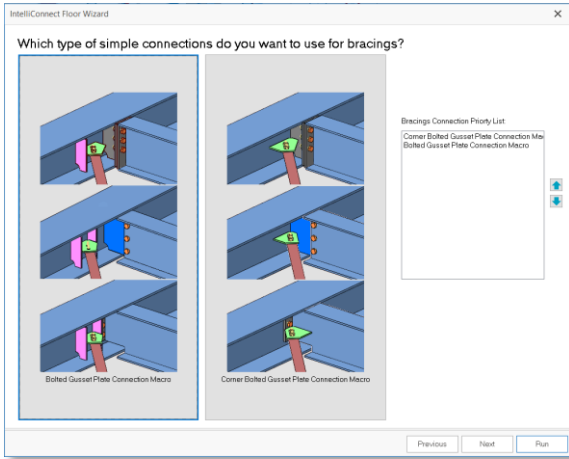 IntelliConnect Floor Wizard
Which type of simple connections do you want to use for bracings?
Bolted Gusset Plate Connection Macro
Corner Bolted Gusset Plate Connection Macro
Bracings Connection Priorty List:
Corner Bolted Gusset Plate Connection Mac
Bolted Gusset Plate Connection Macro
Previous
Next
Run